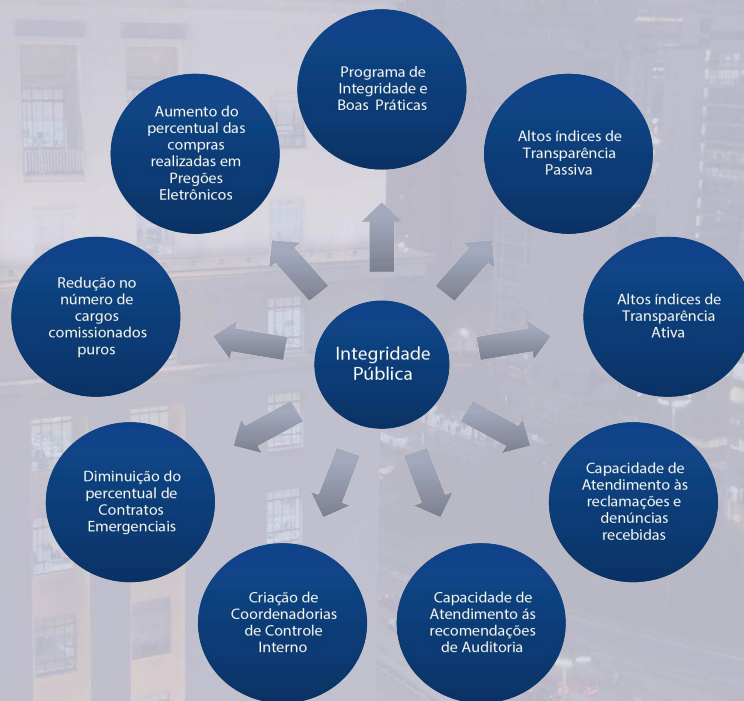 Programa de
Integridade e
Boas Práticas
Altos índices de
Transparência
Passiva
Altos índices de
Transparência
Ativa
Capacidade de
Atendimento às
reclamações e
denúncias
recebidas
Capacidade de
Atendimento ás
recomendações
de Auditoria
Criação de
Coordenadorias
de Controle
Interno
Diminuição do
percentual de
Contratos
Emergenciais
Redução no
número de
cargos
comissionados
puros
Aumento do
percentual das
compras
realizadas em
Pregões
Eletrônicos
Integridade
Pública